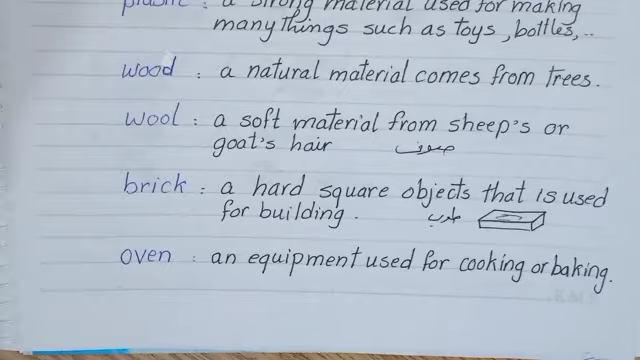 plastic : a strong material used for making
many things such as toys, bottles, ..
wood : a natural material comes from trees.
wool : a soft material from sheep's or
goat's hair صوف
brick : a hard square objects that is used
for building. طوب
oven : an equipment used for cooking or baking.